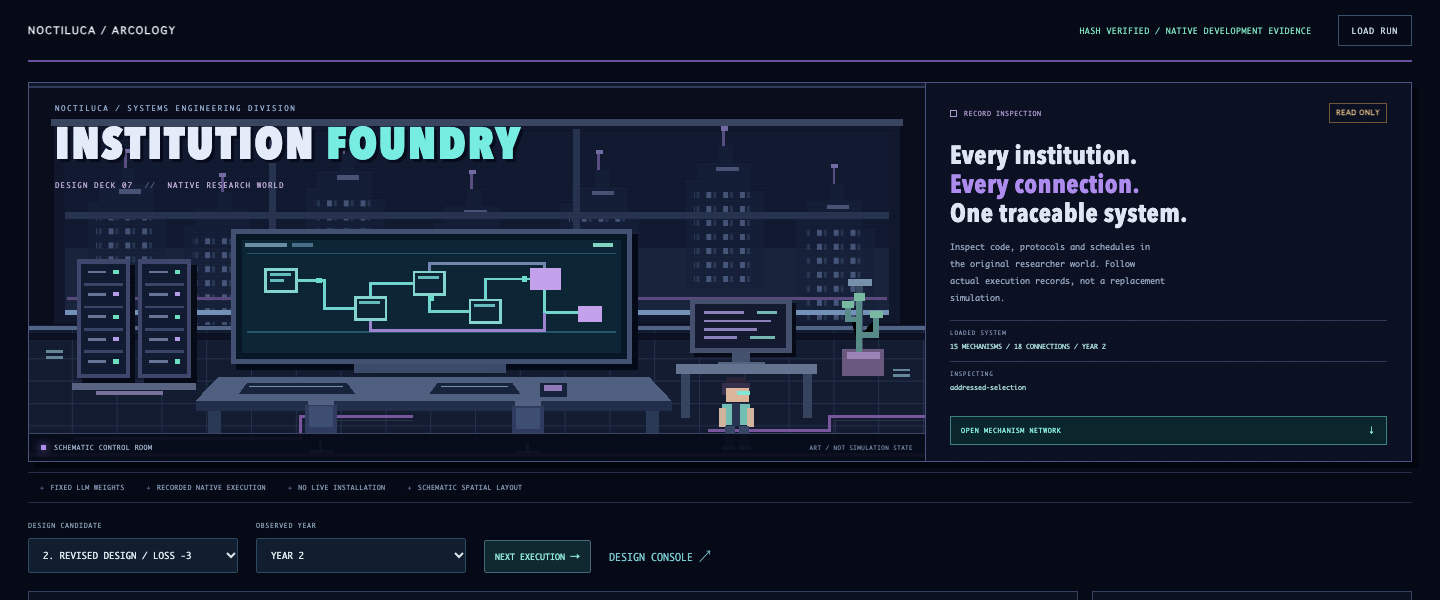 NOCTILUCA / ARCOLOGY
HASH VERIFIED / NATIVE DEVELOPMENT EVIDENCE
LOAD RUN
NOCTILUCA / SYSTEMS ENGINEERING DIVISION
INSTITUTION FOUNDRY
DESIGN DECK 07 // NATIVE RESEARCH WORLD
SCHEMATIC CONTROL ROOM
ART / NOT SIMULATION STATE
RECORD INSPECTION
READ ONLY
Every institution.
Every connection.
One traceable system.
Inspect code, protocols and schedules in
the original researcher world. Follow
actual execution records, not a replacement
simulation.
LOADED SYSTEM
15 MECHANISMS / 18 CONNECTIONS / YEAR 2
INSPECTING
addressed-selection
OPEN MECHANISM NETWORK ↓
+ FIXED LLM WEIGHTS + RECORDED NATIVE EXECUTION + NO LIVE INSTALLATION + SCHEMATIC SPATIAL LAYOUT
DESIGN CANDIDATE
2. REVISED DESIGN / LOSS -3
OBSERVED YEAR
YEAR 2
NEXT EXECUTION →
DESIGN CONSOLE ↗